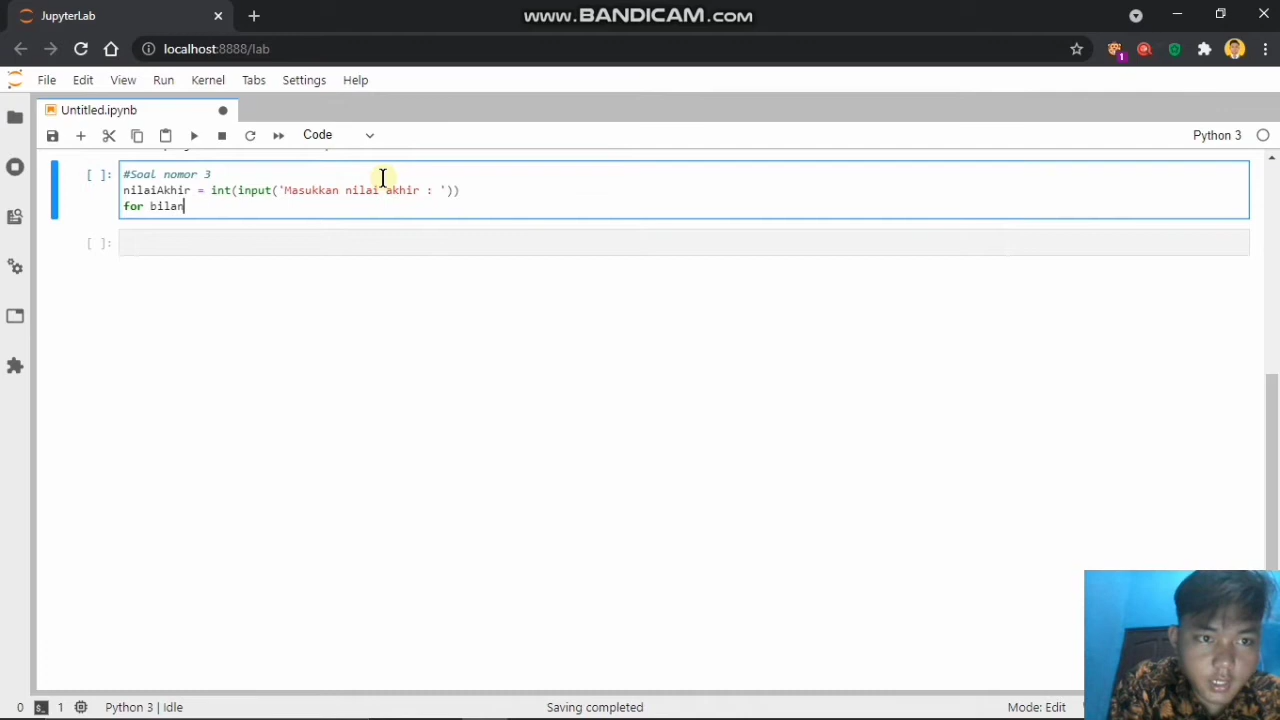 JupyterLab
www.BANDICAM.com
localhost:8888/lab
1
File Edit View Run Kernel Tabs Settings Help
Untitled.ipynb
Code
Python 3
[ ]: #Soal nomor 3
nilaiAkhir = int(input('Masukkan nilai akhir : '))
for bilan
[ ]:
0 $_ 1 Python 3 | Idle Saving completed Mode: Edit